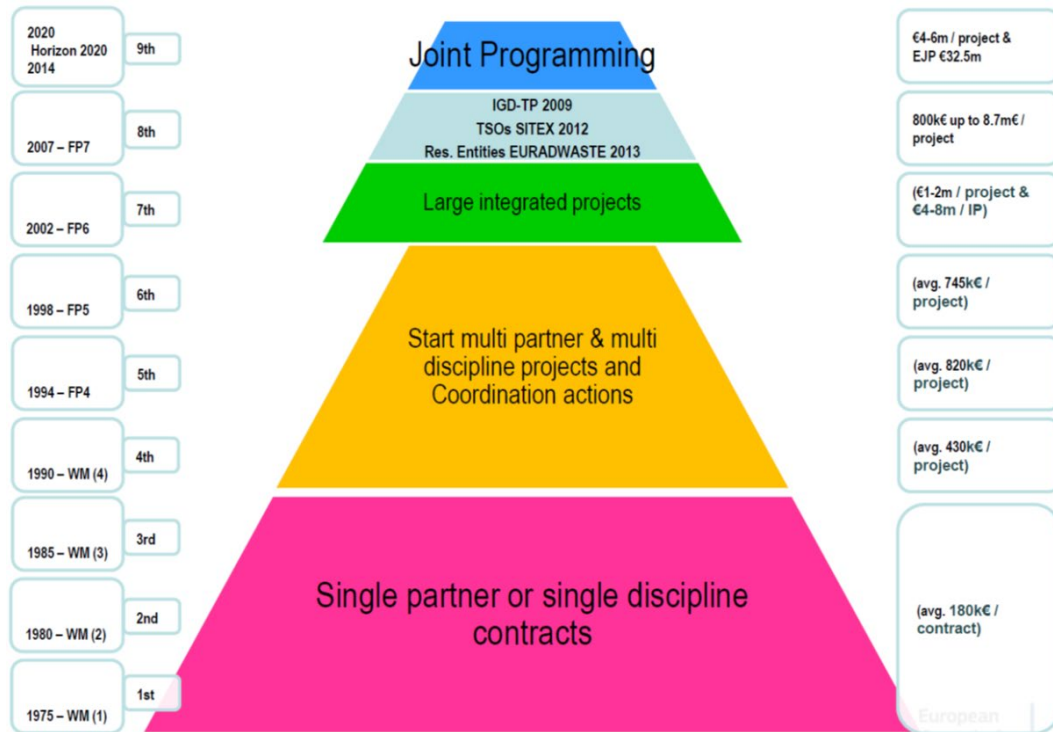 2020
Horizon 2020
2014
9th
Joint Programming
€4-6m / project &
EJP €32.5m
2007 – FP7
8th
IGD-TP 2009
TSOs SITEX 2012
Res. Entities EURADWASTE 2013
800k€ up to 8.7m€ /
project
2002 – FP6
7th
Large integrated projects
(€1-2m / project &
€4-8m / IP)
1998 – FP5
6th
(avg. 745k€ /
project)
Start multi partner & multi
discipline projects and
Coordination actions
1994 – FP4
5th
(avg. 820k€ /
project)
1990 – WM (4)
4th
(avg. 430k€ /
project)
1985 – WM (3)
3rd
Single partner or single discipline
contracts
1980 – WM (2)
2nd
(avg. 180k€ /
contract)
1975 – WM (1)
1st
European